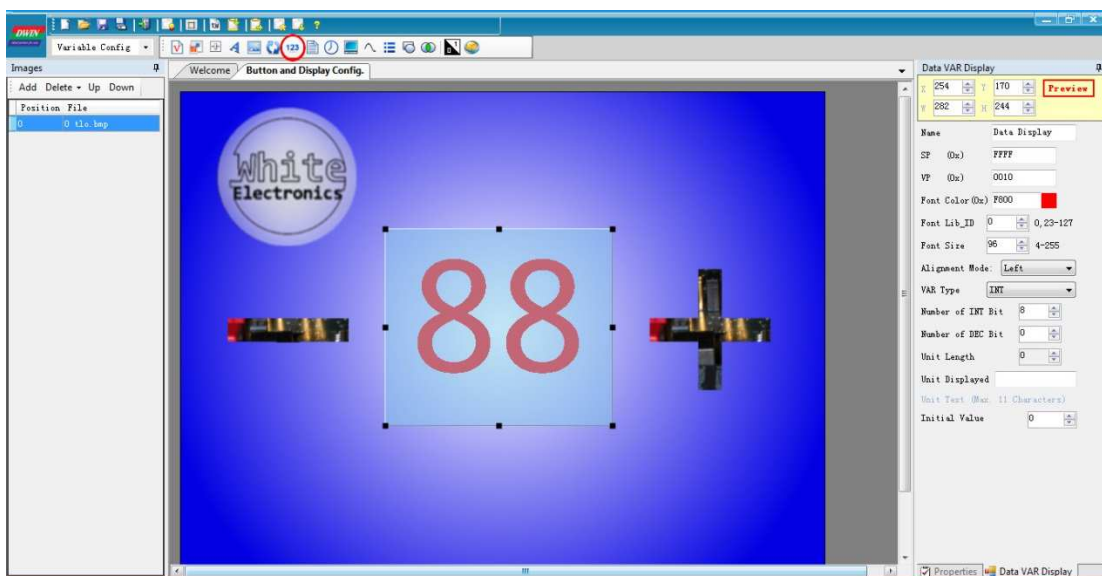 DWIN
TW
?
Variable Config
A
123
Images
Welcome
Button and Display Config.
Data VAR Display
Add Delete Up Down
X 254 Y 170 Preview
W 282 H 244
Position File
0 0 tlo.bmp
Name Data Display
SP (0x) FFFF
VP (0x) 0010
Font Color(0x) F800
Font Lib_ID 0 0,23-127
Font Size 96 4-255
Alignment Mode: Left
VAR Type INT
Number of INT Bit 8
Number of DEC Bit 0
Unit Length 0
Unit Displayed
Unit Text (Max. 11 Characters)
Initial Value 0
White
Electronics
88
Properties Data VAR Display